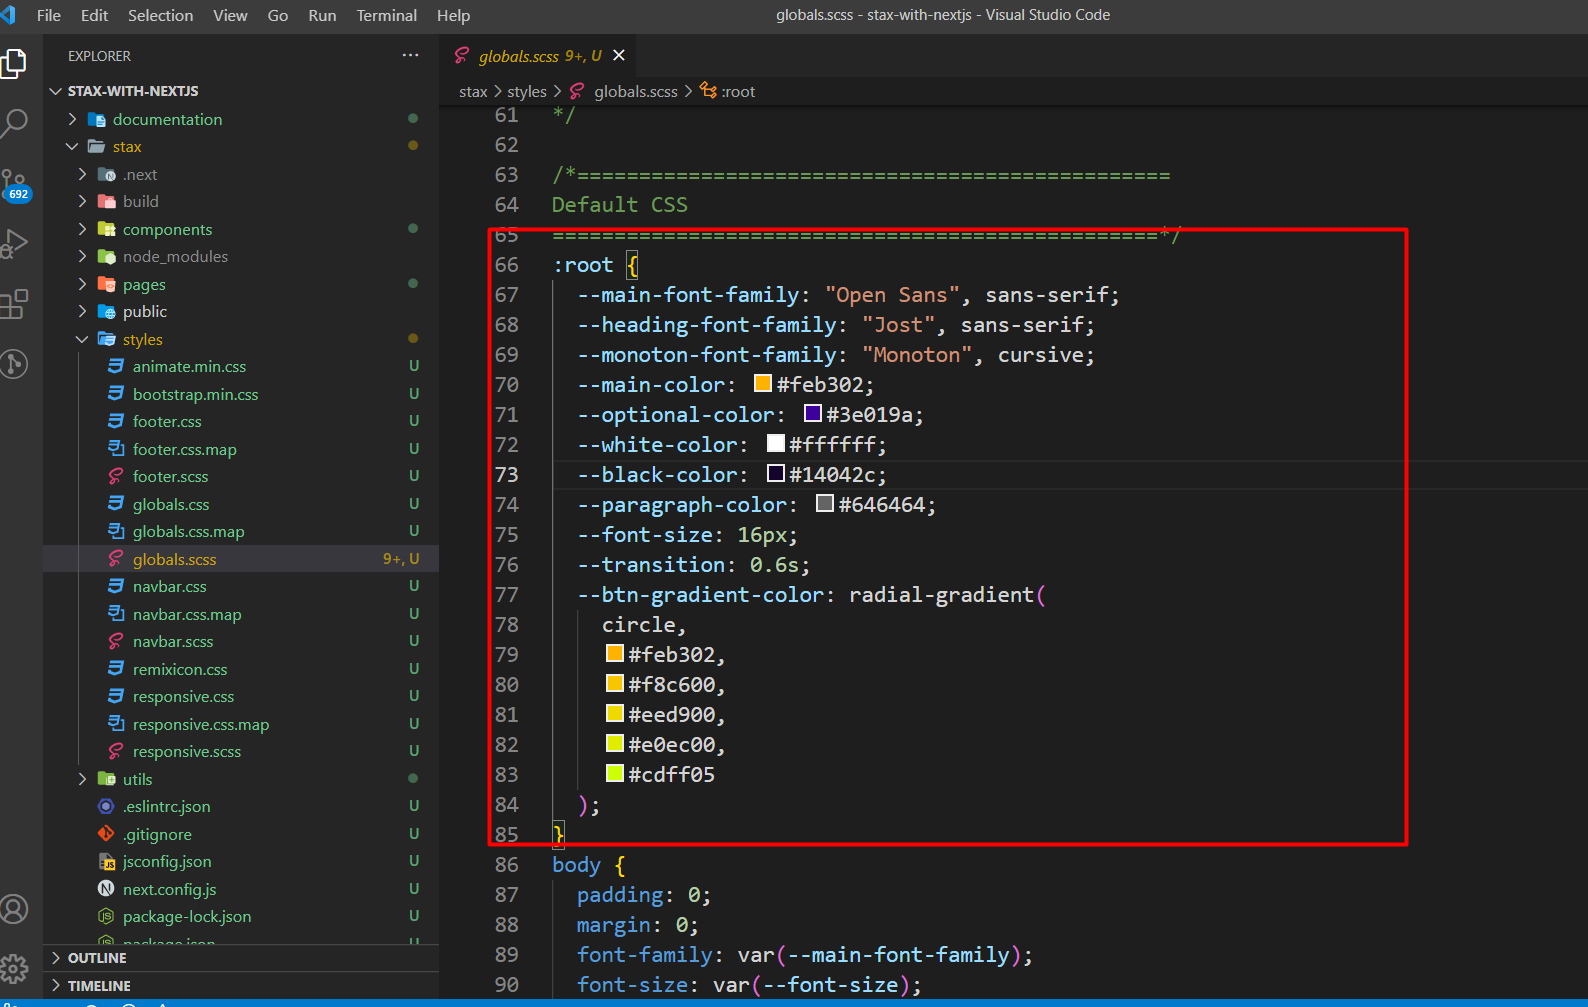 File Edit Selection View Go Run Terminal Help
globals.scss - stax-with-nextjs - Visual Studio Code
EXPLORER
STAX-WITH-NEXTJS
documentation
stax
.next
692
build
components
node_modules
pages
public
styles
animate.min.css U
bootstrap.min.css U
footer.css U
footer.css.map U
footer.scss U
globals.css U
globals.css.map U
globals.scss 9+, U
navbar.css U
navbar.css.map U
navbar.scss U
remixicon.css U
responsive.css U
responsive.css.map U
responsive.scss U
utils
.eslintrc.json U
.gitignore U
jsconfig.json U
next.config.js U
package-lock.json U
package.json U
OUTLINE
TIMELINE
globals.scss 9+, U
stax > styles > globals.scss > :root
61 */
62
63 /*================================================
64 Default CSS
65 =================================================*/
66 :root {
67 --main-font-family: "Open Sans", sans-serif;
68 --heading-font-family: "Jost", sans-serif;
69 --monoton-font-family: "Monoton", cursive;
70 --main-color: #feb302;
71 --optional-color: #3e019a;
72 --white-color: #ffffff;
73 --black-color: #14042c;
74 --paragraph-color: #646464;
75 --font-size: 16px;
76 --transition: 0.6s;
77 --btn-gradient-color: radial-gradient(
78 circle,
79 #feb302,
80 #f8c600,
81 #eed900,
82 #e0ec00,
83 #cdff05
84 );
85 }
86 body {
87 padding: 0;
88 margin: 0;
89 font-family: var(--main-font-family);
90 font-size: var(--font-size);